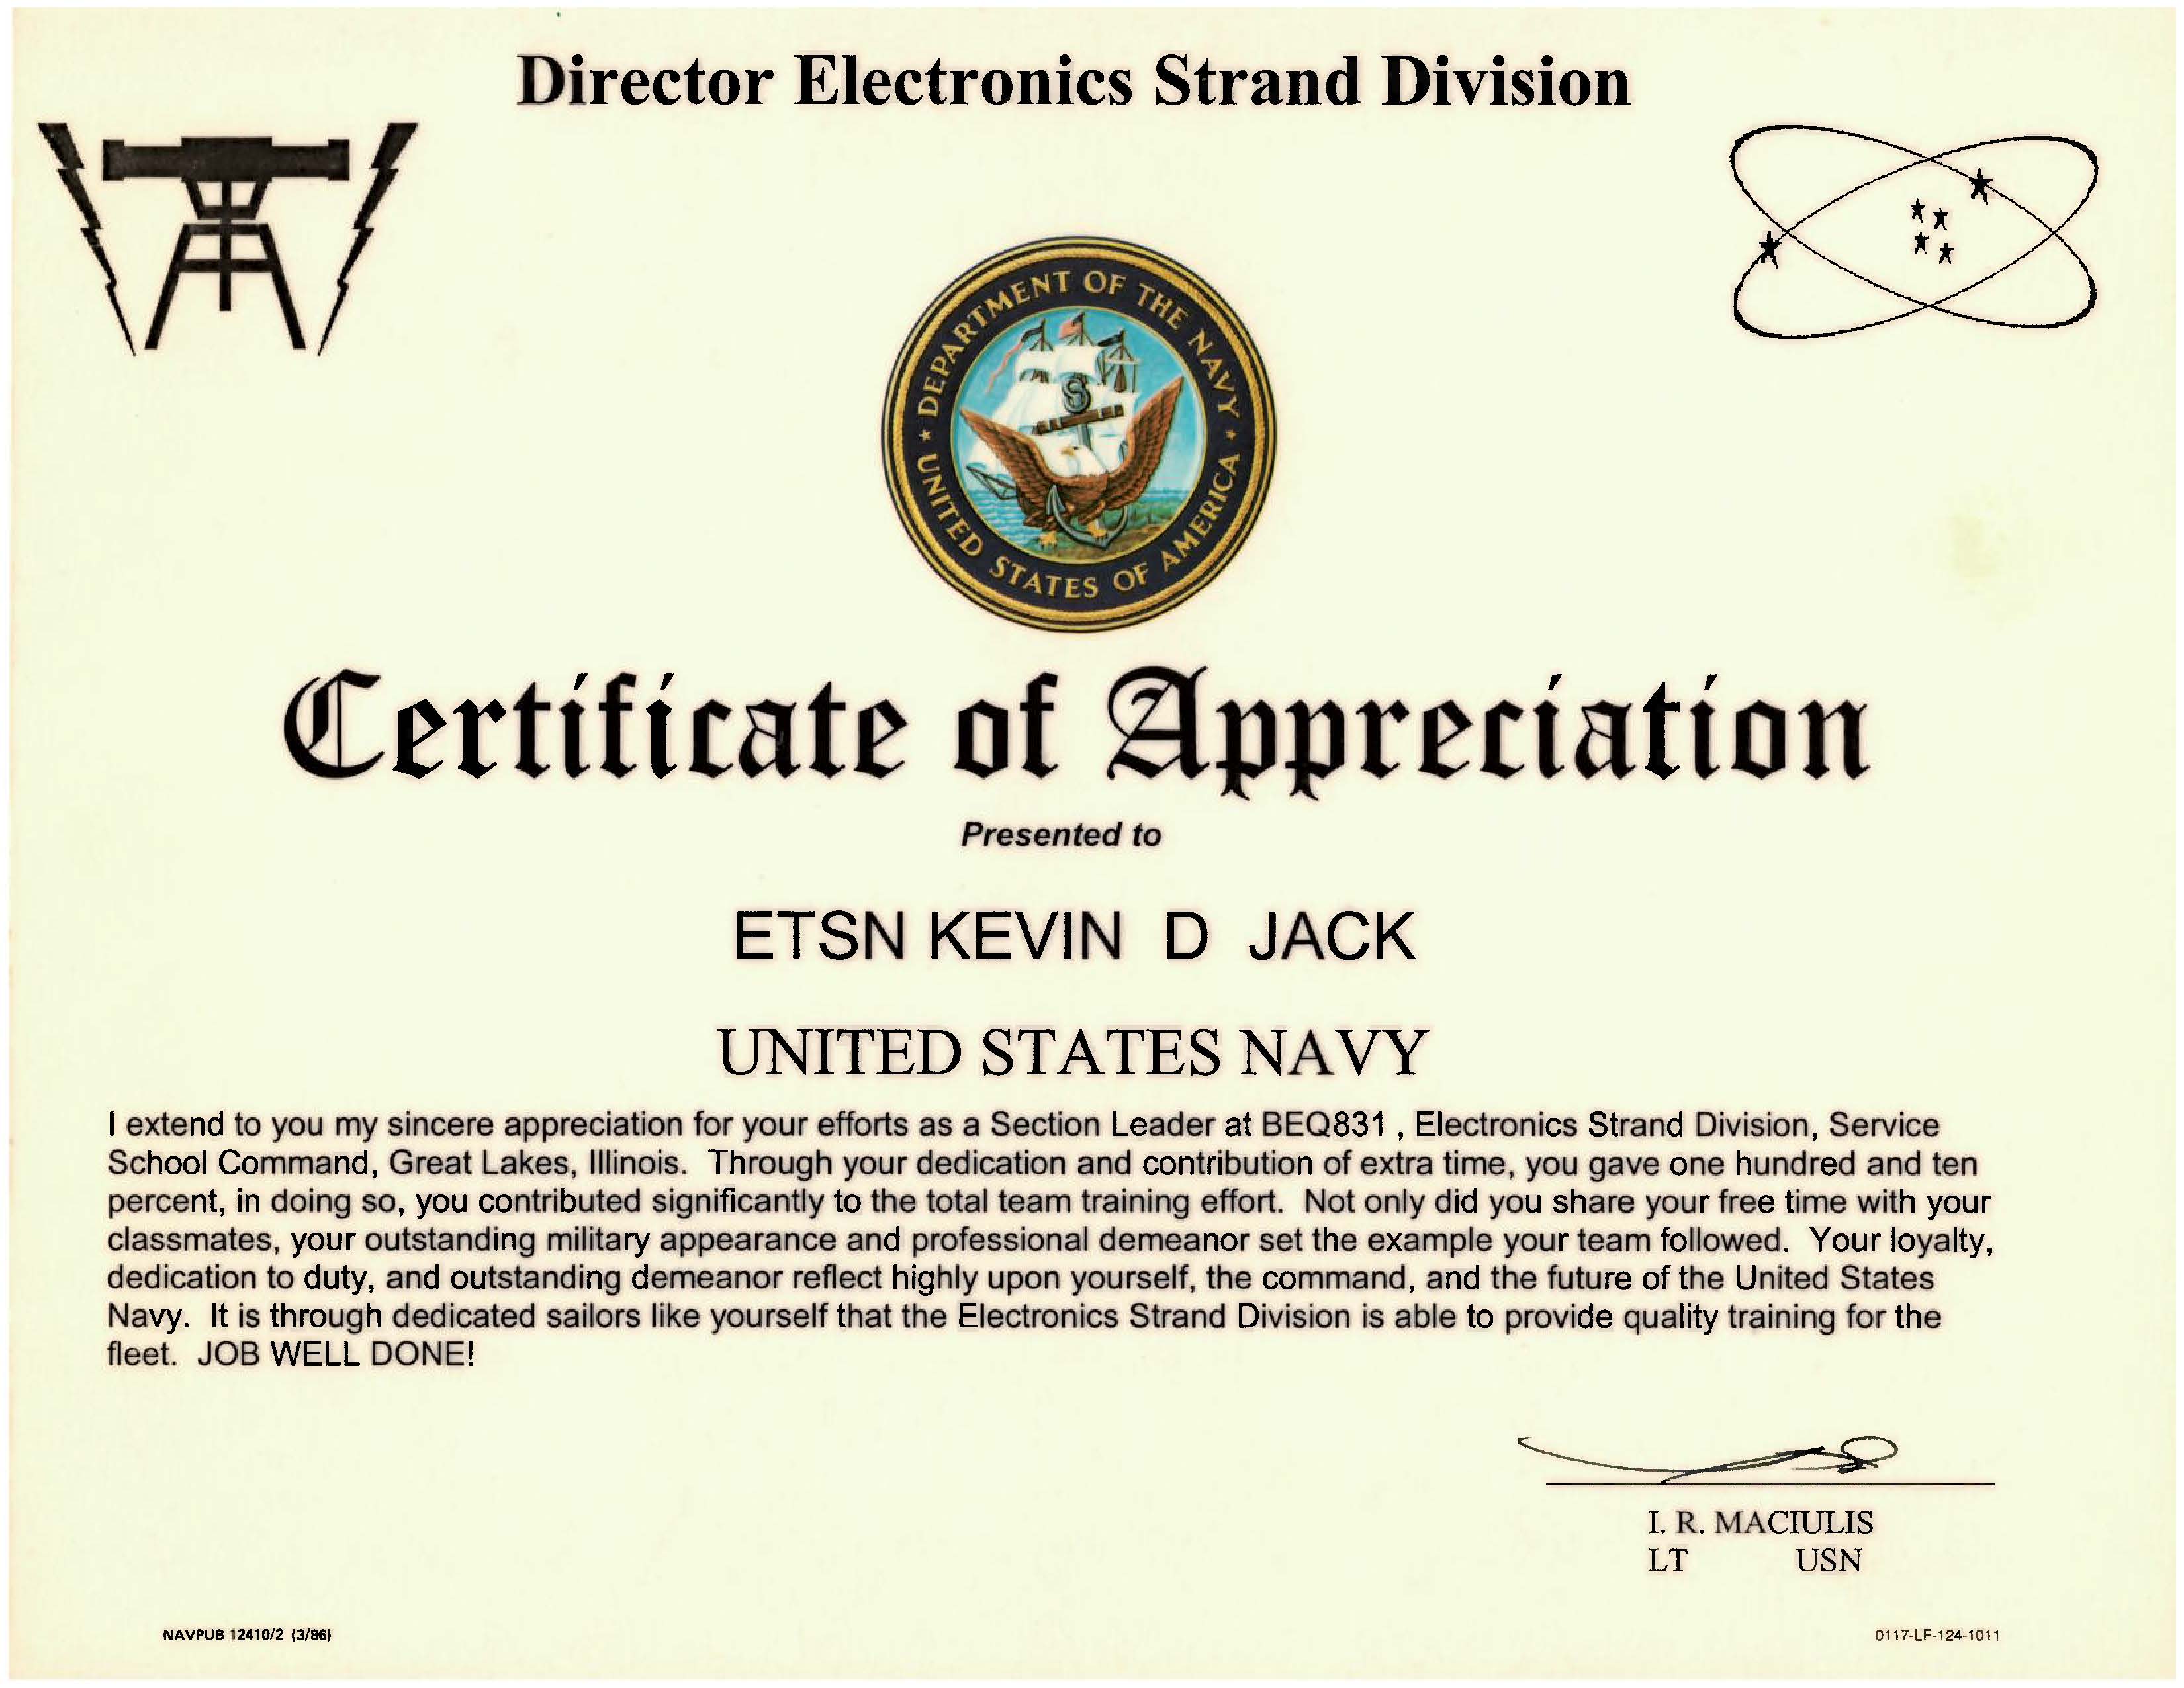 Director Electronics Strand Division
DEPARTMENT OF THE NAVY
UNITED STATES OF AMERICA
Certificate of Appreciation
Presented to
ETSN KEVIN D JACK
UNITED STATES NAVY
I extend to you my sincere appreciation for your efforts as a Section Leader at BEQ831 , Electronics Strand Division, Service
School Command, Great Lakes, Illinois. Through your dedication and contribution of extra time, you gave one hundred and ten
percent, in doing so, you contributed significantly to the total team training effort. Not only did you share your free time with your
classmates, your outstanding military appearance and professional demeanor set the example your team followed. Your loyalty,
dedication to duty, and outstanding demeanor reflect highly upon yourself, the command, and the future of the United States
Navy. It is through dedicated sailors like yourself that the Electronics Strand Division is able to provide quality training for the
fleet. JOB WELL DONE!
I. R. MACIULIS
LT USN
NAVPUB 12410/2 (3/86)
0117-LF-124-1011